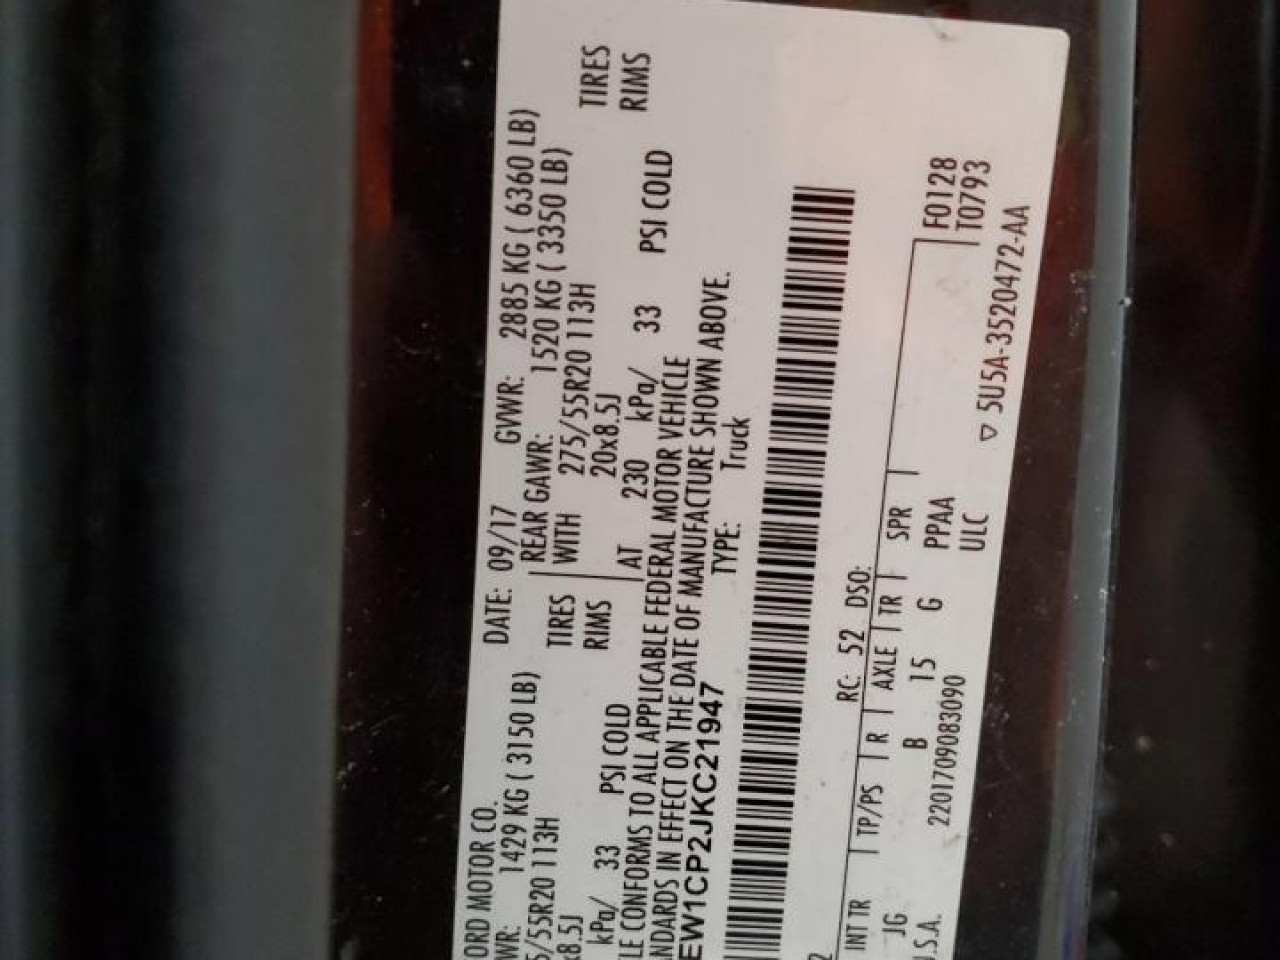 ORD MOTOR CO. DATE: 09/17 GVWR: 2885 KG ( 6360 LB)
WR: 1429 KG ( 3150 LB) REAR GAWR: 1520 KG ( 3350 LB)
5/55R20 113H TIRES WITH 275/55R20 113H TIRES
x8.5J RIMS 20x8.5J RIMS
kPa/ 33 PSI COLD AT 230 kPa/ 33 PSI COLD
LE CONFORMS TO ALL APPLICABLE FEDERAL MOTOR VEHICLE
ANDARDS IN EFFECT ON THE DATE OF MANUFACTURE SHOWN ABOVE.
EW1CP2JKC21947 TYPE: Truck
2 RC: 52 DSO:
INT TR TP/PS R AXLE TR SPR F0128
JG B 15 G PPAA T0793
.S.A. 2201709083090 ULC
▽ 5U5A-3520472-AA